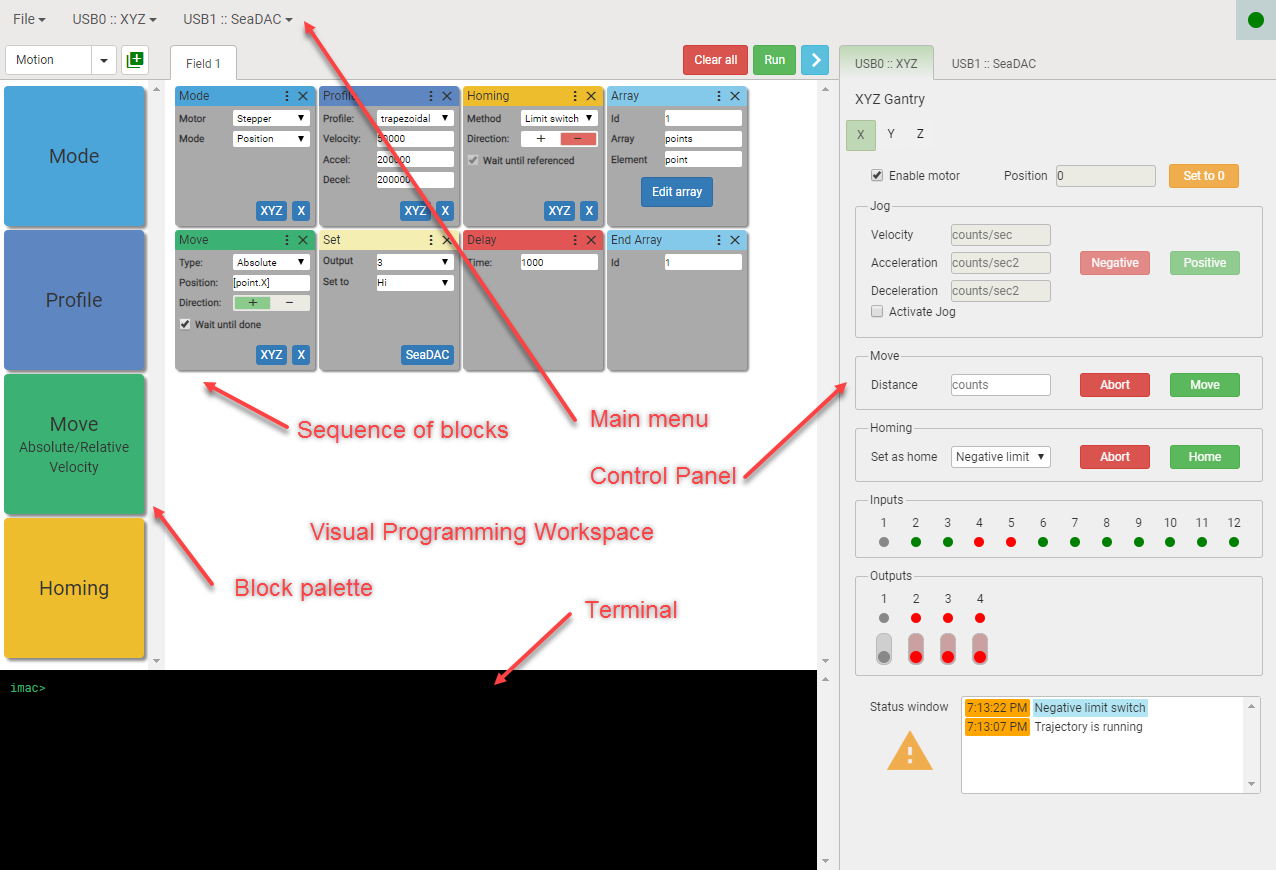 File USB0 :: XYZ USB1 :: SeaDAC
Motion Field 1 Clear all Run USB0 :: XYZ USB1 :: SeaDAC
Mode
Profile
Move
Absolute/Relative
Velocity
Homing
Mode
Motor Stepper
Mode Position
XYZ X
Profile
Profile: trapezoidal
Velocity: 50000
Accel: 200000
Decel: 200000
XYZ X
Homing
Method Limit switch
Direction: + −
Wait until referenced
XYZ X
Array
Id 1
Array points
Element point
Edit array
Move
Type: Absolute
Position: [point.X]
Direction: + −
Wait until done
XYZ X
Set
Output 3
Set to Hi
SeaDAC
Delay
Time: 1000
End Array
Id 1
Sequence of blocks
Main menu
Control Panel
Visual Programming Workspace
Block palette
Terminal
imac>
XYZ Gantry
X Y Z
Enable motor Position 0 Set to 0
Jog
Velocity counts/sec
Acceleration counts/sec2 Negative Positive
Deceleration counts/sec2
Activate Jog
Move
Distance counts Abort Move
Homing
Set as home Negative limit Abort Home
Inputs
1 2 3 4 5 6 7 8 9 10 11 12
Outputs
1 2 3 4
Status window
7:13:22 PM Negative limit switch
7:13:07 PM Trajectory is running